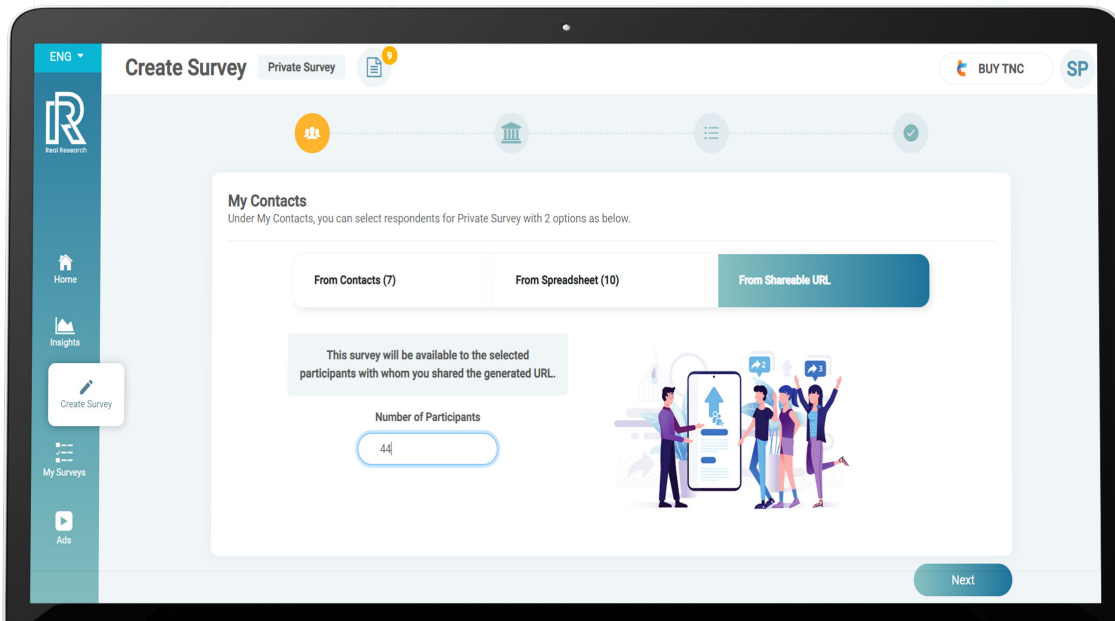 ENG
Create Survey
Private Survey
9
BUY TNC
SP
R
Real Research
Home
Insights
Create Survey
My Surveys
Ads
My Contacts
Under My Contacts, you can select respondents for Private Survey with 2 options as below.
From Contacts (7)
From Spreadsheet (10)
From Shareable URL
This survey will be available to the selected
participants with whom you shared the generated URL.
Number of Participants
44
2
3
Next